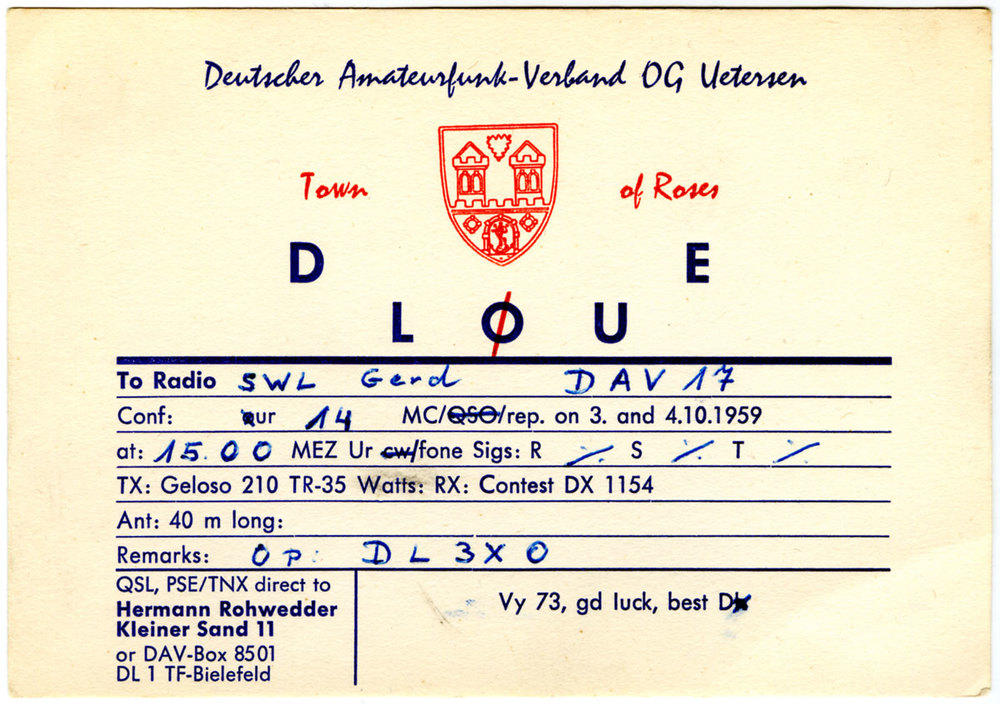 Deutscher Amateurfunk-Verband OG Uetersen
Town of Roses
D E
L Ø U
To Radio SWL Gerd DAV 17
Conf: ur 14 MC/QSO/rep. on 3. and 4.10.1959
at: 15.00 MEZ Ur cw/fone Sigs: R ·/. S ·/. T ·/.
TX: Geloso 210 TR-35 Watts: RX: Contest DX 1154
Ant: 40 m long:
Remarks: Op: DL3XO
QSL, PSE/TNX direct to
Hermann Rohwedder
Kleiner Sand 11
or DAV-Box 8501
DL 1 TF-Bielefeld
Vy 73, gd luck, best